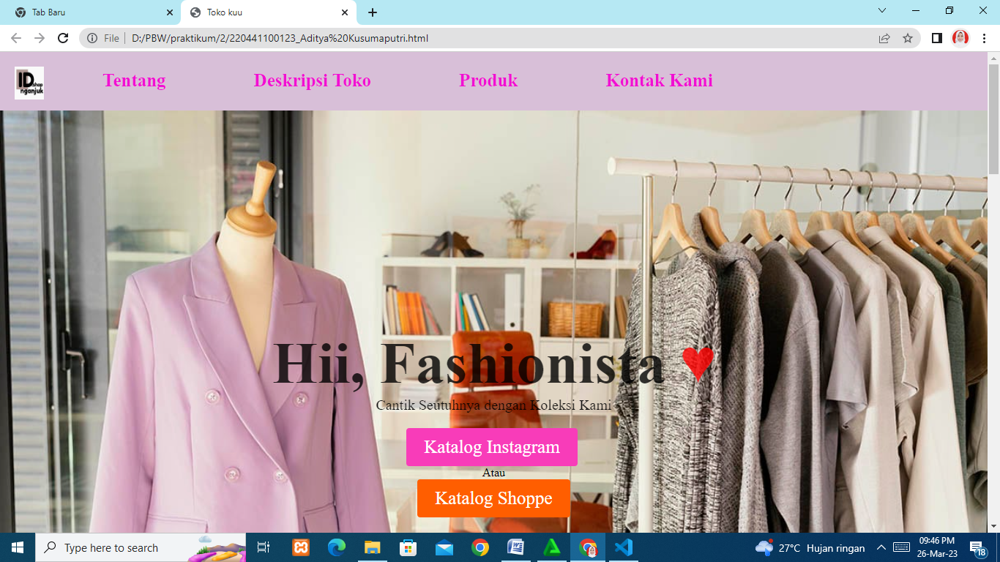 Tab Baru
Toko kuu
File
D:/PBW/praktikum/2/220441100123_Aditya%20Kusumaputri.html
ID shop
nganjuk
Tentang
Deskripsi Toko
Produk
Kontak Kami
Hii, Fashionista
Cantik Seutuhnya dengan Koleksi Kami
Katalog Instagram
Atau
Katalog Shoppe
Type here to search
27°C Hujan ringan
09:46 PM
26-Mar-23
18